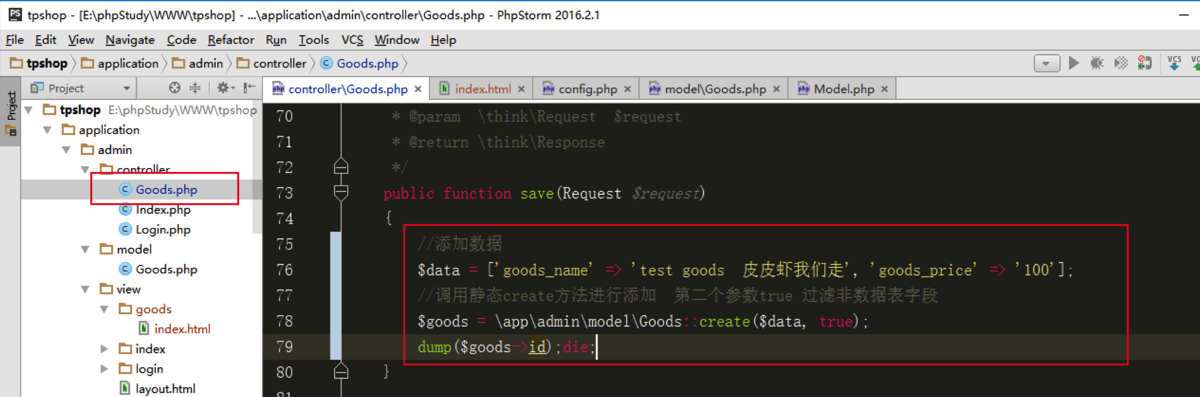 tpshop - [E:\phpStudy\WWW\tpshop] - ...\application\admin\controller\Goods.php - PhpStorm 2016.2.1
File Edit View Navigate Code Refactor Run Tools VCS Window Help
tpshop application admin controller Goods.php
VCS
Project
Project
controller\Goods.php index.html config.php model\Goods.php Model.php
tpshop E:\phpStudy\WWW\tpshop
application
admin
controller
Goods.php
Index.php
Login.php
model
Goods.php
view
goods
index.html
index
login
layout.html
70 * @param \think\Request $request
71 * @return \think\Response
72 */
73 public function save(Request $request)
74 {
75 //添加数据
76 $data = ['goods_name' => 'test goods 皮皮虾我们走', 'goods_price' => '100'];
77 //调用静态create方法进行添加 第二个参数true 过滤非数据表字段
78 $goods = \app\admin\model\Goods::create($data, true);
79 dump($goods->id);die;
80 }